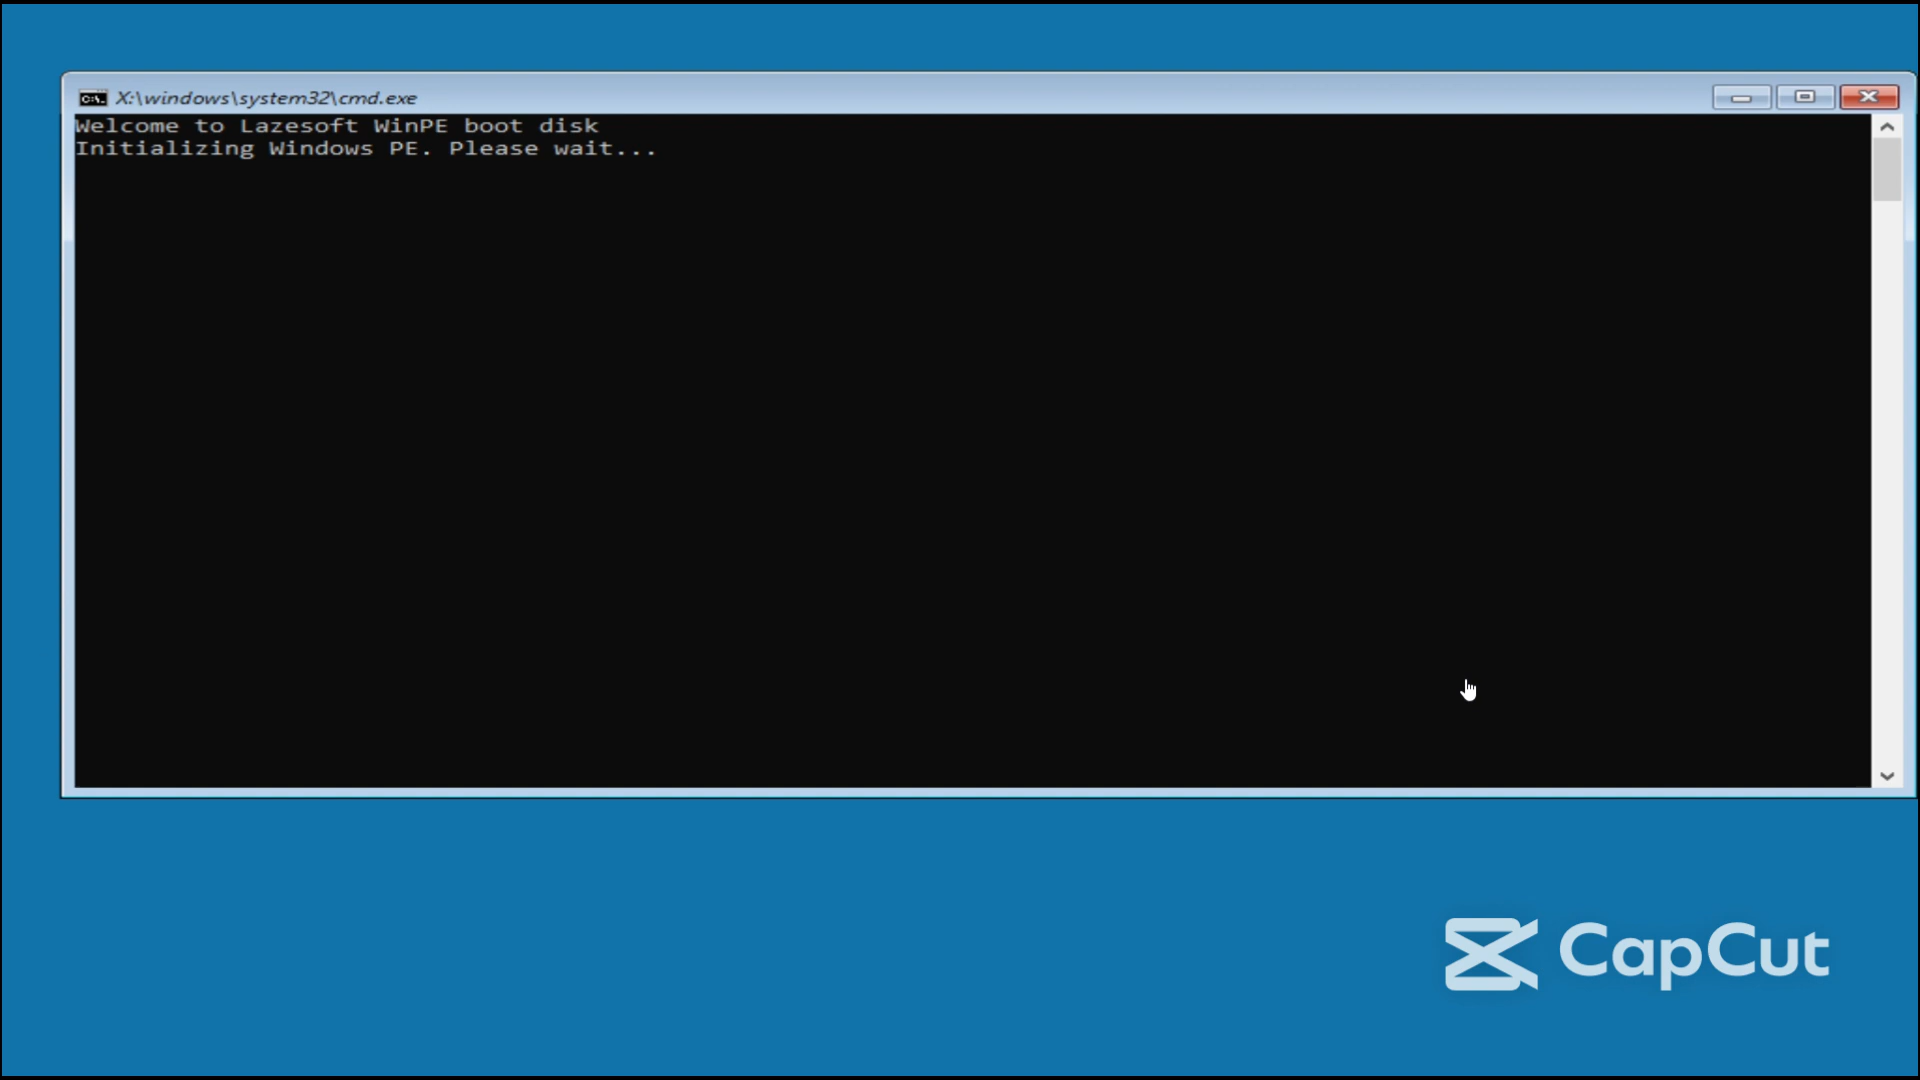 X:\windows\system32\cmd.exe
Welcome to Lazesoft WinPE boot disk
Initializing Windows PE. Please wait...
CapCut